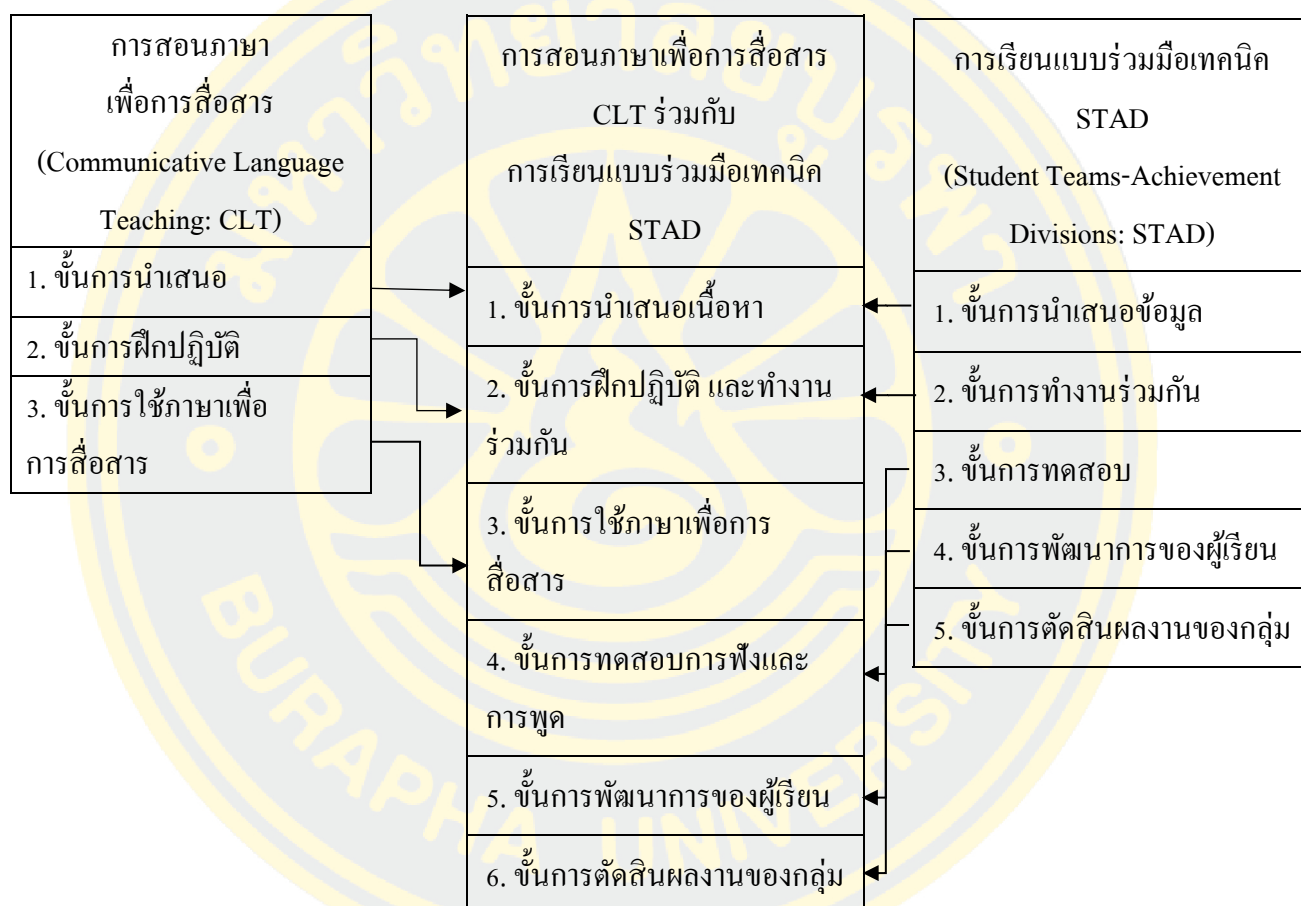 การสอนภาษา
เพื่อการสื่อสาร
(Communicative Language
Teaching: CLT)
1. ขั้นการนำเสนอ
2. ขั้นการฝึกปฏิบัติ
3. ขั้นการใช้ภาษาเพื่อ
การสื่อสาร
การสอนภาษาเพื่อการสื่อสาร
CLT ร่วมกับ
การเรียนแบบร่วมมือเทคนิค
STAD
1. ขั้นการนำเสนอเนื้อหา
2. ขั้นการฝึกปฏิบัติ และทำงาน
ร่วมกัน
3. ขั้นการใช้ภาษาเพื่อการ
สื่อสาร
4. ขั้นการทดสอบการฟังและ
การพูด
5. ขั้นการพัฒนาการของผู้เรียน
6. ขั้นการตัดสินผลงานของกลุ่ม
การเรียนแบบร่วมมือเทคนิค
STAD
(Student Teams-Achievement
Divisions: STAD)
1. ขั้นการนำเสนอข้อมูล
2. ขั้นการทำงานร่วมกัน
3. ขั้นการทดสอบ
4. ขั้นการพัฒนาการของผู้เรียน
5. ขั้นการตัดสินผลงานของกลุ่ม
มหาวิทยาลัยบูรพา
BURAPHA UNIVERSITY